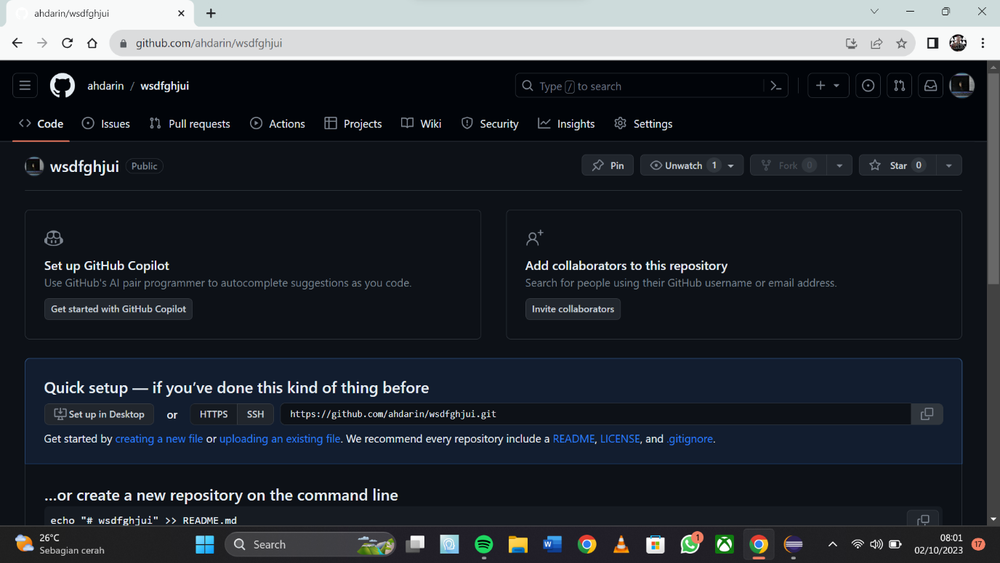 ahdarin/wsdfghjui
github.com/ahdarin/wsdfghjui
ahdarin / wsdfghjui
Type / to search
Code
Issues
Pull requests
Actions
Projects
Wiki
Security
Insights
Settings
wsdfghjui Public
Pin
Unwatch 1
Fork 0
Star 0
Set up GitHub Copilot
Use GitHub's AI pair programmer to autocomplete suggestions as you code.
Get started with GitHub Copilot
Add collaborators to this repository
Search for people using their GitHub username or email address.
Invite collaborators
Quick setup — if you've done this kind of thing before
Set up in Desktop or HTTPS SSH https://github.com/ahdarin/wsdfghjui.git
Get started by creating a new file or uploading an existing file. We recommend every repository include a README, LICENSE, and .gitignore.
...or create a new repository on the command line
echo "# wsdfghjui" >> README.md
26°C
Sebagian cerah
Search
1
08:01
02/10/2023
17